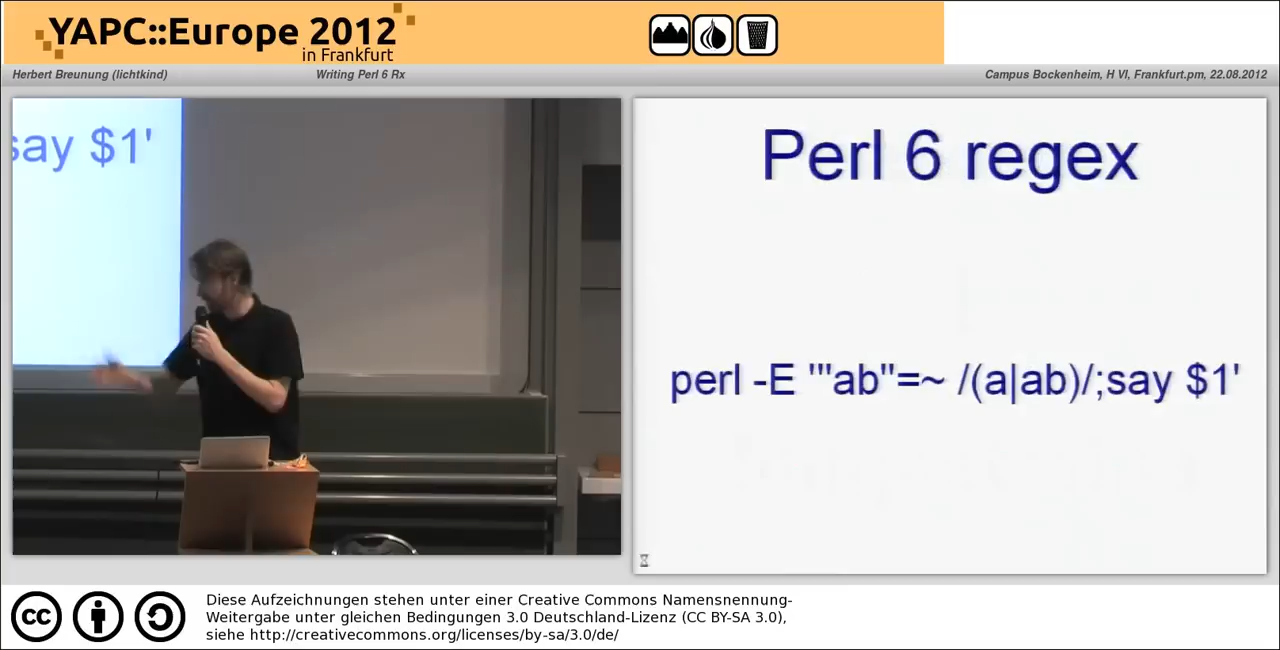 YAPC::Europe 2012
in Frankfurt
Herbert Breunung (lichtkind)
Writing Perl 6 Rx
Campus Bockenheim, H VI, Frankfurt.pm, 22.08.2012
say $1'
Perl 6 regex
perl -E '"ab"=~ /(a|ab)/;say $1'
cc
Diese Aufzeichnungen stehen unter einer Creative Commons Namensnennung-
Weitergabe unter gleichen Bedingungen 3.0 Deutschland-Lizenz (CC BY-SA 3.0),
siehe http://creativecommons.org/licenses/by-sa/3.0/de/